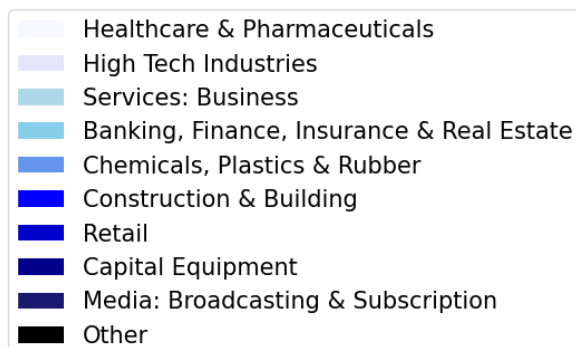 Healthcare & Pharmaceuticals
High Tech Industries
Services: Business
Banking, Finance, Insurance & Real Estate
Chemicals, Plastics & Rubber
Construction & Building
Retail
Capital Equipment
Media: Broadcasting & Subscription
Other